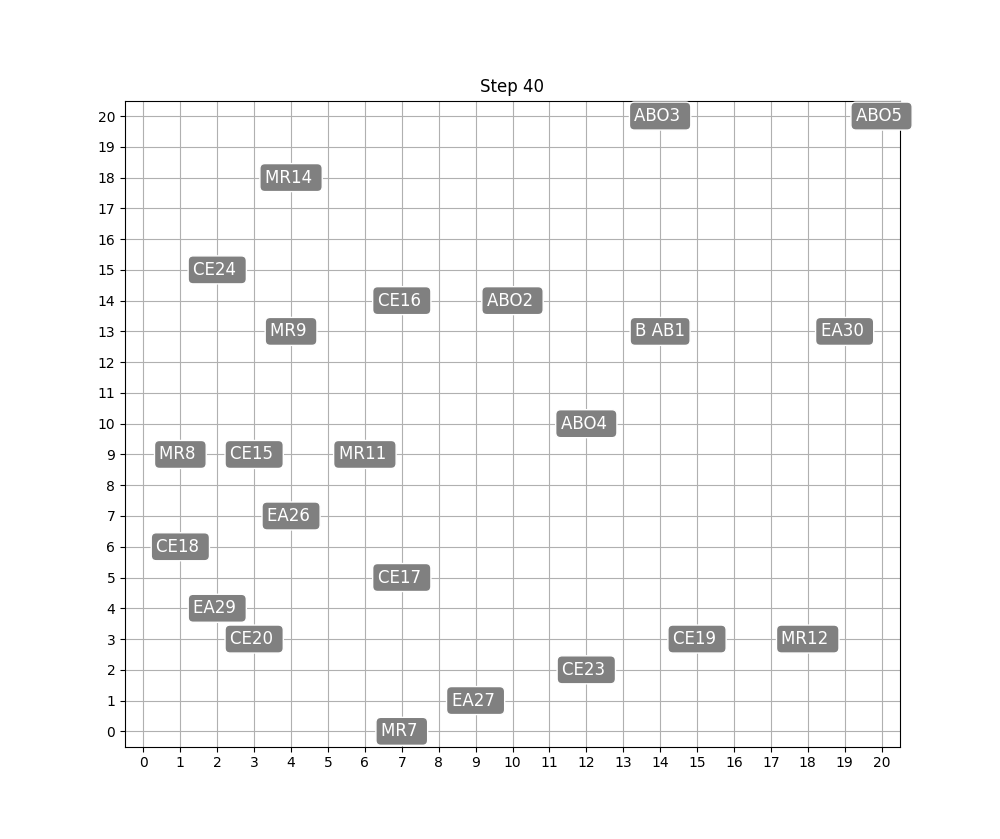 Step 40
20
ABO3
ABO5
19
18
MR14
17
16
15
CE24
14
CE16
ABO2
13
MR9
B AB1
EA30
12
11
10
ABO4
9
MR8
CE15
MR11
8
7
EA26
6
CE18
5
CE17
4
EA29
3
CE20
CE19
MR12
2
CE23
1
EA27
0
MR7
0 1 2 3 4 5 6 7 8 9 10 11 12 13 14 15 16 17 18 19 20